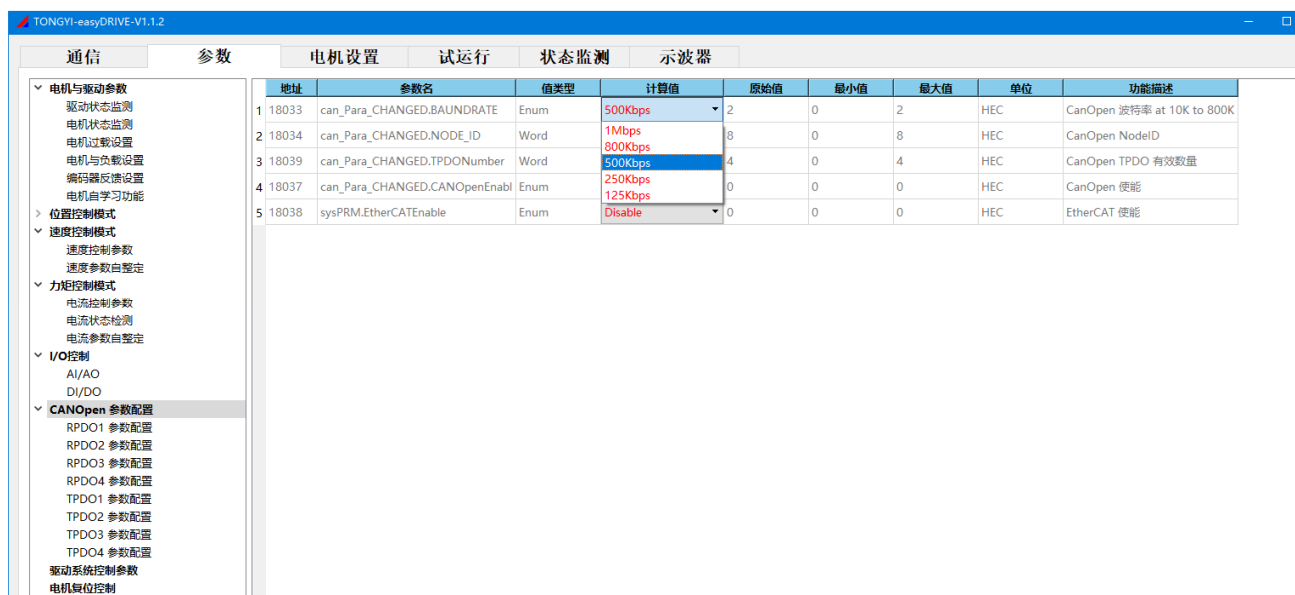 TONGYI-easyDRIVE-V1.1.2
通信 参数 电机设置 试运行 状态监测 示波器
电机与驱动参数
驱动状态监测
电机状态监测
电机过载设置
电机与负载设置
编码器反馈设置
电机自学习功能
位置控制模式
速度控制模式
速度控制参数
速度参数自整定
力矩控制模式
电流控制参数
电流状态检测
电流参数自整定
I/O控制
AI/AO
DI/DO
CANOpen 参数配置
RPDO1 参数配置
RPDO2 参数配置
RPDO3 参数配置
RPDO4 参数配置
TPDO1 参数配置
TPDO2 参数配置
TPDO3 参数配置
TPDO4 参数配置
驱动系统控制参数
电机复位控制
地址 参数名 值类型 计算值 原始值 最小值 最大值 单位 功能描述
1 18033 can_Para_CHANGED.BAUNDRATE Enum 500Kbps 2 0 2 HEC CanOpen 波特率 at 10K to 800K
2 18034 can_Para_CHANGED.NODE_ID Word 8 0 8 HEC CanOpen NodeID
3 18039 can_Para_CHANGED.TPDONumber Word 4 0 4 HEC CanOpen TPDO 有效数量
4 18037 can_Para_CHANGED.CANOpenEnabl Enum 0 0 0 HEC CanOpen 使能
5 18038 sysPRM.EtherCATEnable Enum Disable 0 0 0 HEC EtherCAT 使能
1Mbps
800Kbps
500Kbps
250Kbps
125Kbps